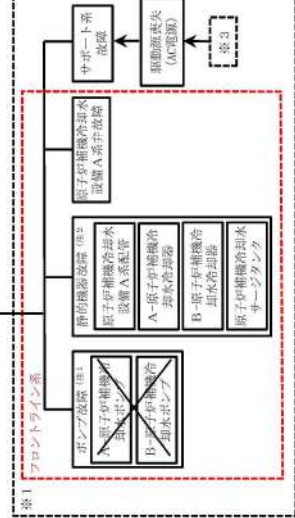 ※1
フロントライン系
ポンプ故障 (注1
A-原子炉補機冷
却水ポンプ
B-原子炉補機冷
却水ポンプ
静的機器故障 (注2
原子炉補機冷却水
設備A系配管
A-原子炉補機冷
却水冷却器
B-原子炉補機冷
却水冷却器
原子炉補機冷却水
サージタンク
原子炉補機冷却水
設備A系非故障
サポート系
故障
駆動源喪失
(AC電源)
※3